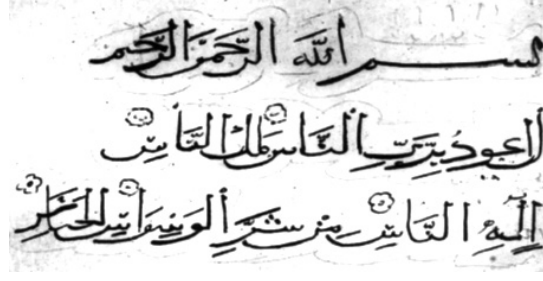 بسم الله الرحمن الرحيم
أعوذ برب الناس ملك الناس
إله الناس من شر الوسواس الخناس